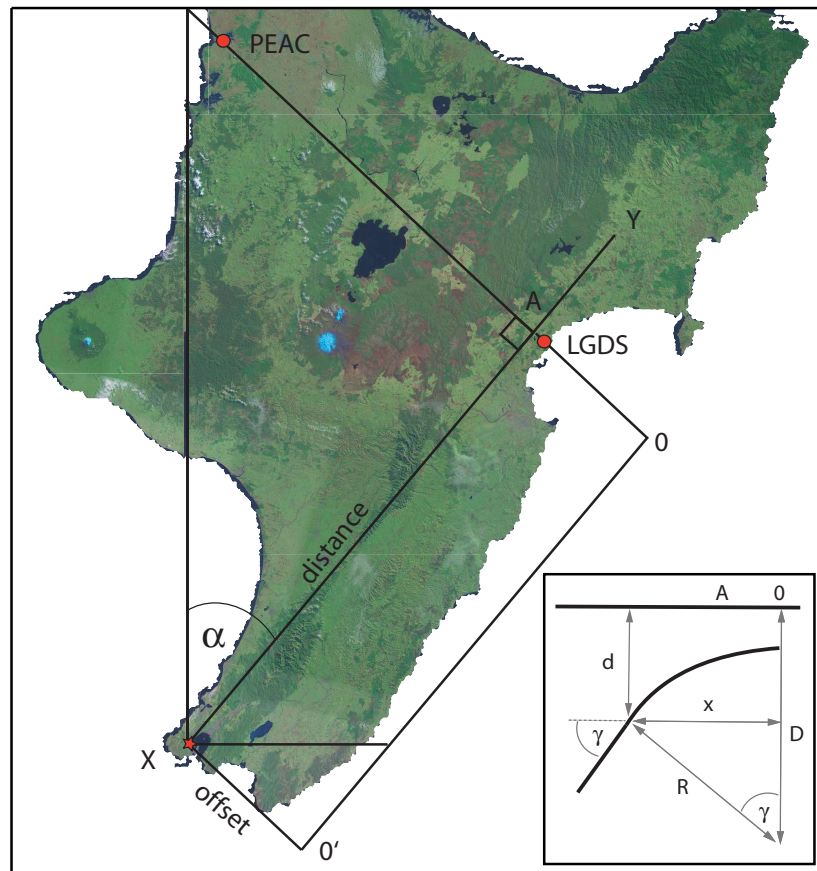 PEAC
Y
A
LGDS
0
distance
α
X
offset
0'
A 0
d
x
γ
D
R
γ